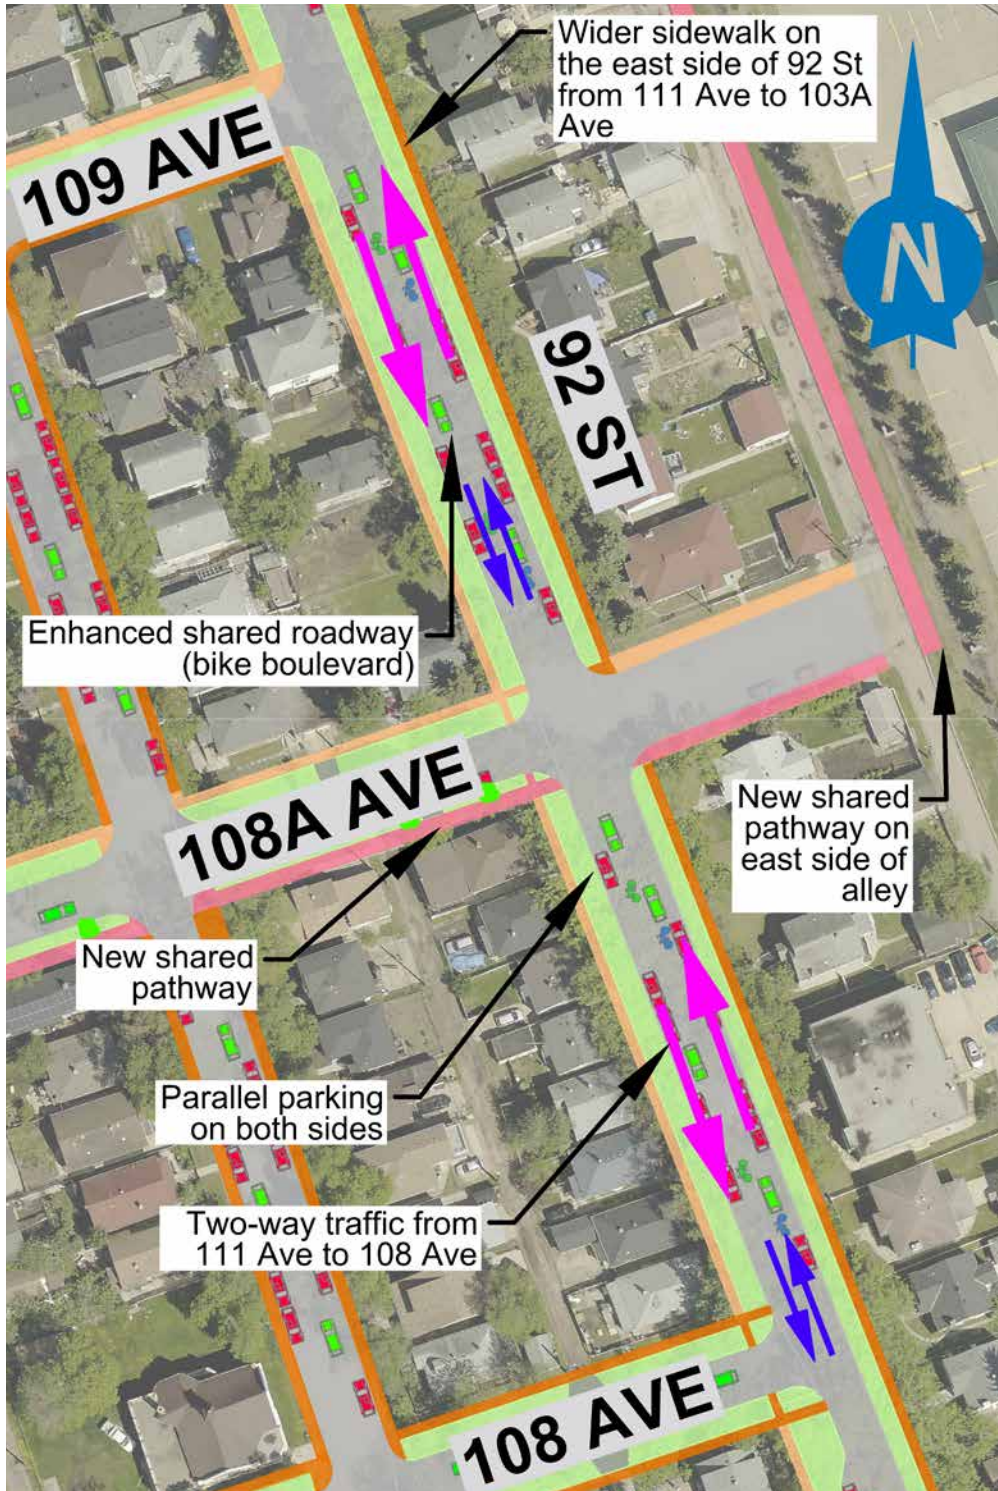 Wider sidewalk on
the east side of 92 St
from 111 Ave to 103A
Ave
109 AVE
N
92 ST
Enhanced shared roadway
(bike boulevard)
108A AVE
New shared
pathway on
east side of
alley
New shared
pathway
Parallel parking
on both sides
Two-way traffic from
111 Ave to 108 Ave
108 AVE